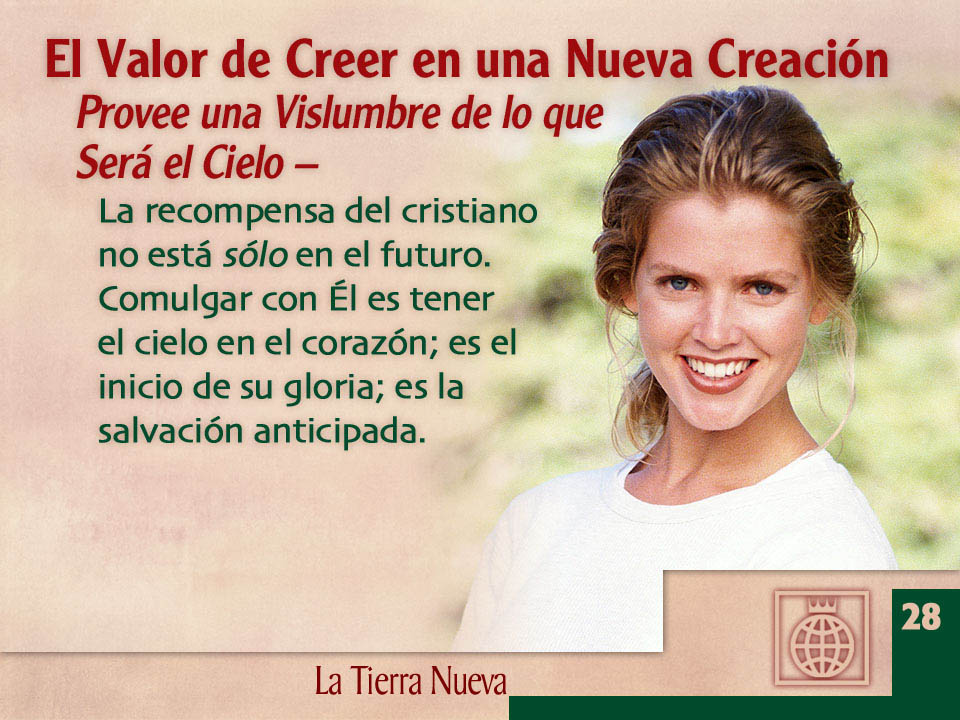 El Valor de Creer en una Nueva Creación
Provee una Vislumbre de lo que
Será el Cielo –
La recompensa del cristiano
no está sólo en el futuro.
Comulgar con Él es tener
el cielo en el corazón; es el
inicio de su gloria; es la
salvación anticipada.
28
La Tierra Nueva